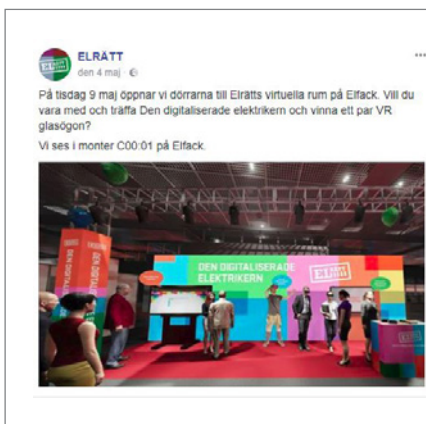 ELRÄTT
den 4 maj
På tisdag 9 maj öppnar vi dörrarna till Elrätts virtuella rum på Elfack. Vill du
vara med och träffa Den digitaliserade elektrikern och vinna ett par VR
glasögon?
Vi ses i monter C00:01 på Elfack.
DEN DIGITALISERADE
ELEKTRIKERN